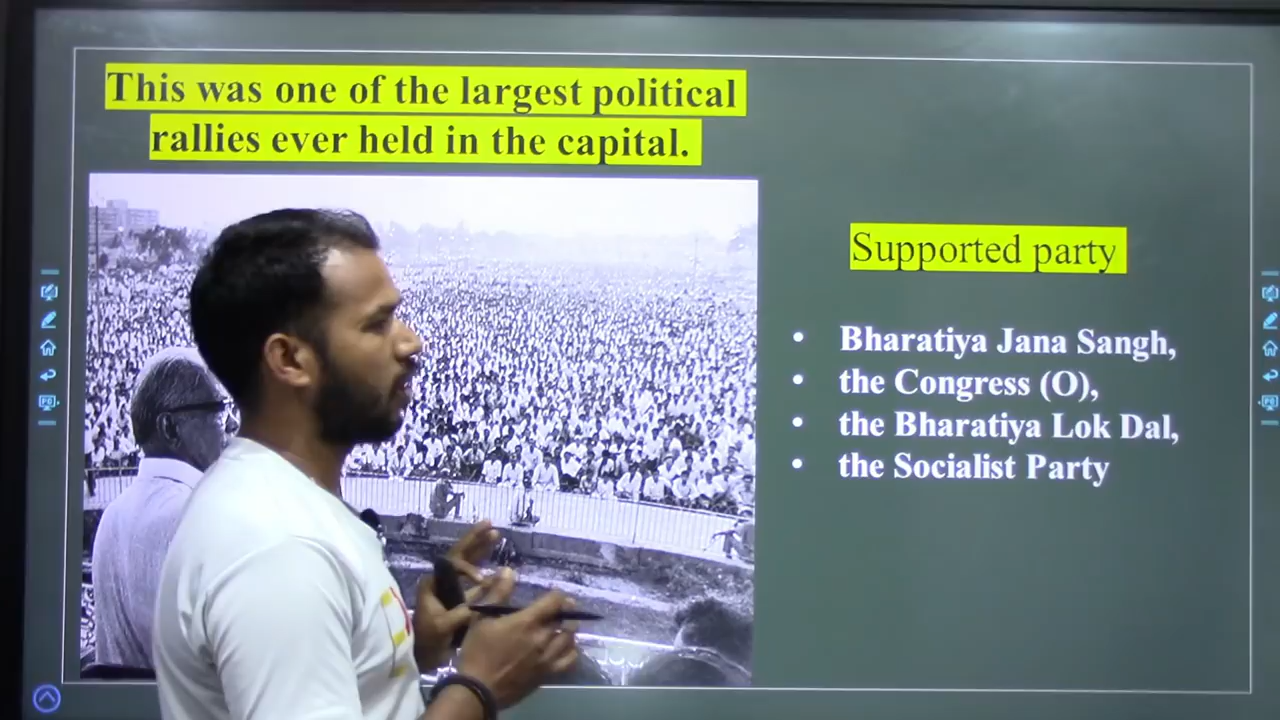 This was one of the largest political
rallies ever held in the capital.
Supported party
• Bharatiya Jana Sangh,
• the Congress (O),
• the Bharatiya Lok Dal,
• the Socialist Party